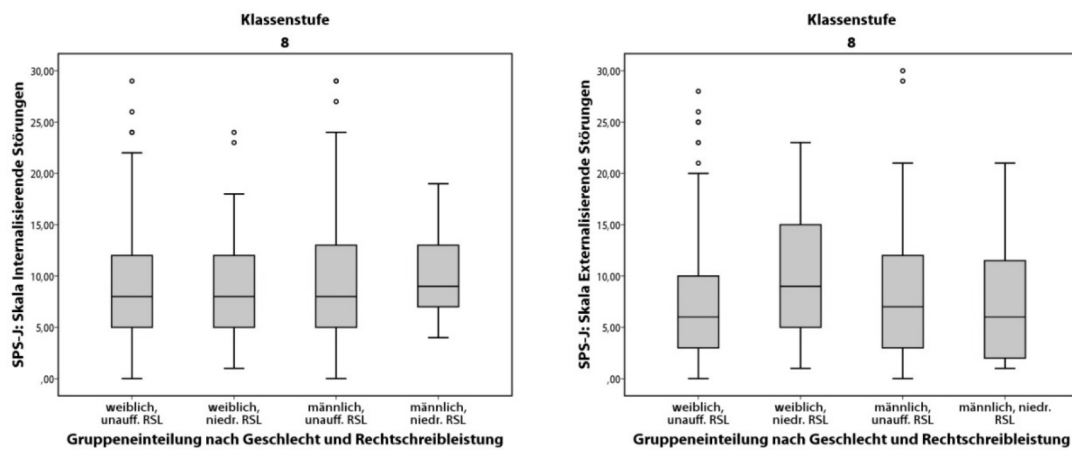 Klassenstufe
8
SPS-J: Skala Internalisierende Störungen
30,00
25,00
20,00
15,00
10,00
5,00
,00
weiblich, unauff. RSL
weiblich, niedr. RSL
männlich, unauff. RSL
männlich, niedr. RSL
Gruppeneinteilung nach Geschlecht und Rechtschreibleistung
Klassenstufe
8
SPS-J: Skala Externalisierende Störungen
30,00
25,00
20,00
15,00
10,00
5,00
,00
weiblich, unauff. RSL
weiblich, niedr. RSL
männlich, unauff. RSL
männlich, niedr. RSL
Gruppeneinteilung nach Geschlecht und Rechtschreibleistung